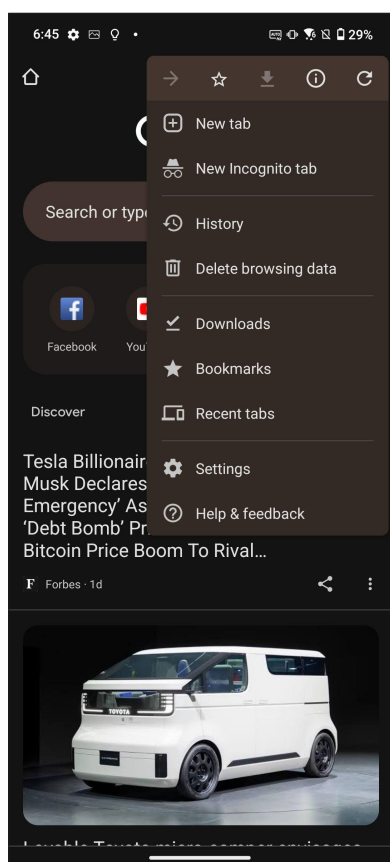 6:45
29%
New tab
New Incognito tab
Search or type
History
Delete browsing data
Facebook
Downloads
Bookmarks
Discover
Recent tabs
Tesla Billionair
Musk Declares
Settings
Emergency' As
'Debt Bomb' Pr
Help & feedback
Bitcoin Price Boom To Rival...
F Forbes · 1d
TOYOTA